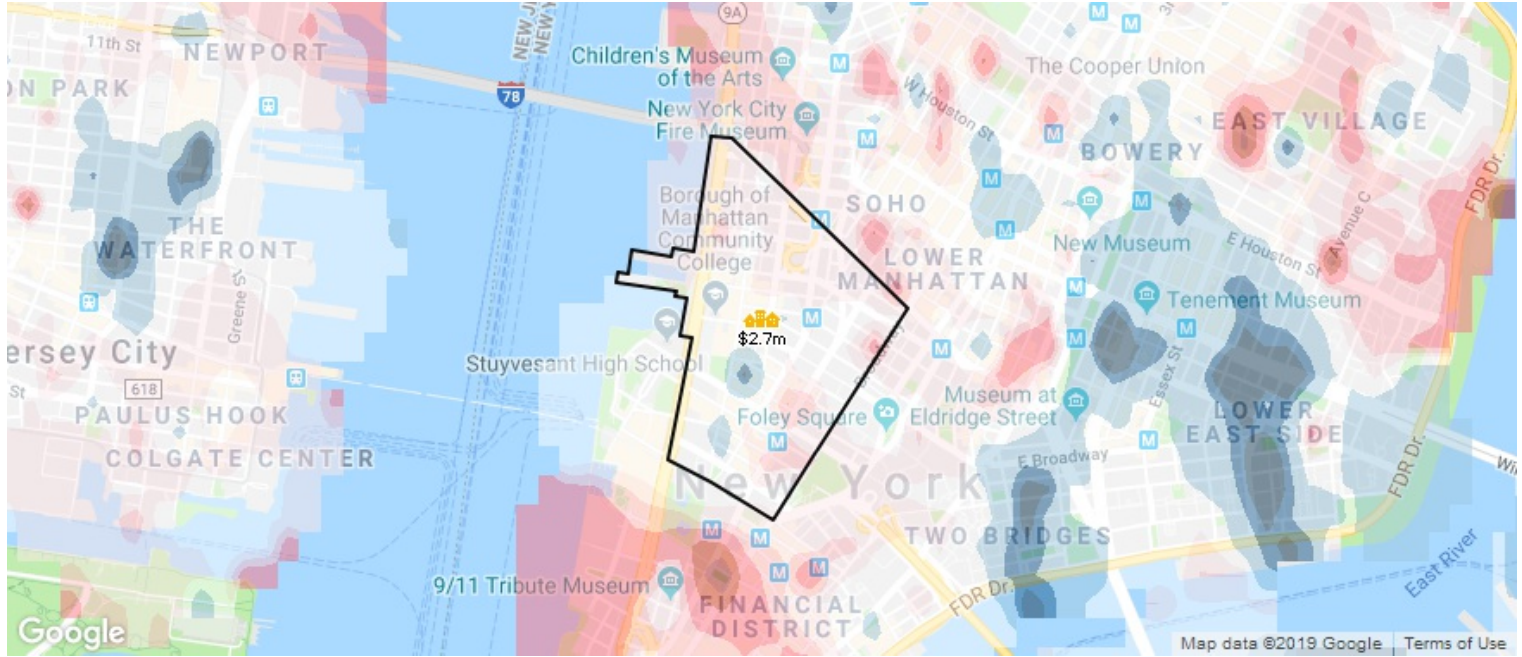 9A
11th St
NEWPORT
NEW J
NEW Y
Children's Museum
of the Arts
The Cooper Union
ON PARK
78
New York City
Fire Museum
W Houston St
EAST VILLAGE
BOWERY
FDR Dr.
Borough of
Manhattan
Community
College
SOHO
Avenue C
THE
WATERFRONT
New Museum
E Houston St
LOWER
MANHATTAN
Greene St
Tenement Museum
$2.7m
ersey City
Stuyvesant High School
618
St
PAULUS HOOK
Essex St
Foley Square
Museum at
Eldridge Street
LOWER
EAST SIDE
COLGATE CENTER
E Broadway
New York
FDR Dr.
Wi
TWO BRIDGES
9/11 Tribute Museum
FDR Dr.
East River
FINANCIAL
DISTRICT
Google
Map data ©2019 Google
Terms of Use